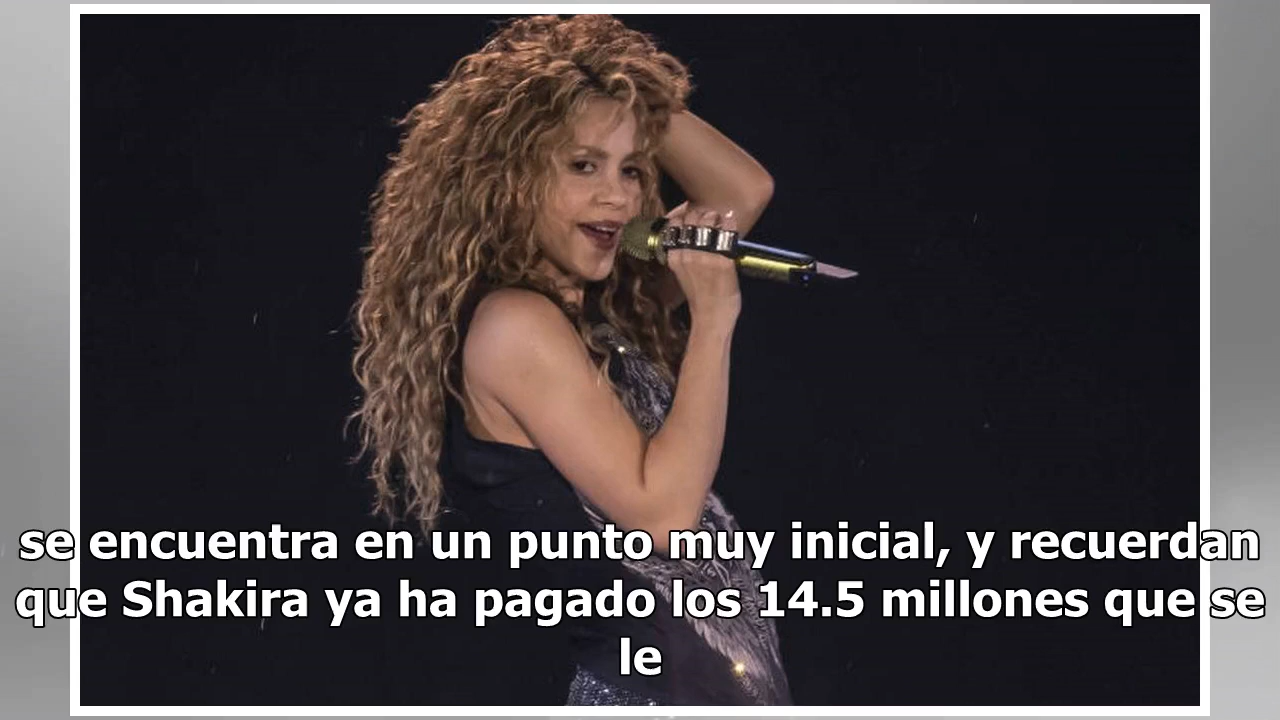 se encuentra en un punto muy inicial, y recuerdan
que Shakira ya ha pagado los 14.5 millones que se
le